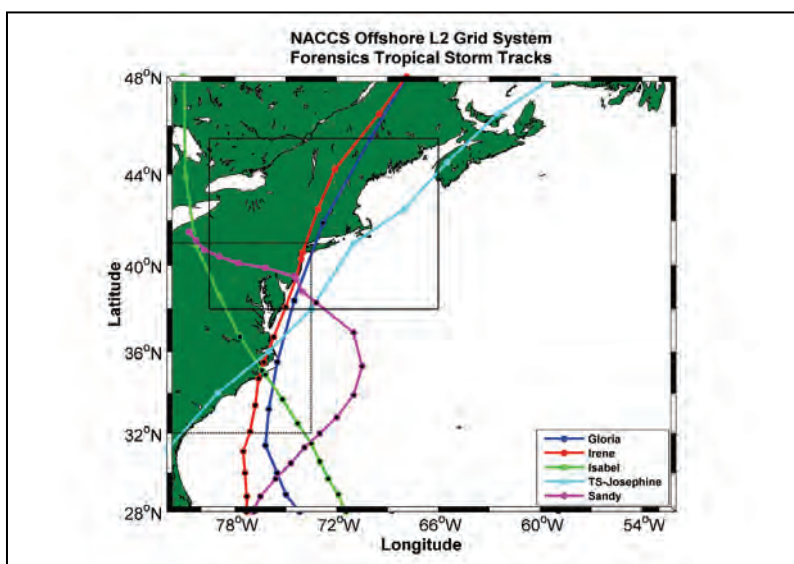 NACCS Offshore L2 Grid System
Forensics Tropical Storm Tracks
48°N
44°N
40°N
36°N
32°N
28°N
Latitude
78°W
72°W
66°W
60°W
54°W
Longitude
Gloria
Irene
Isabel
TS-Josephine
Sandy